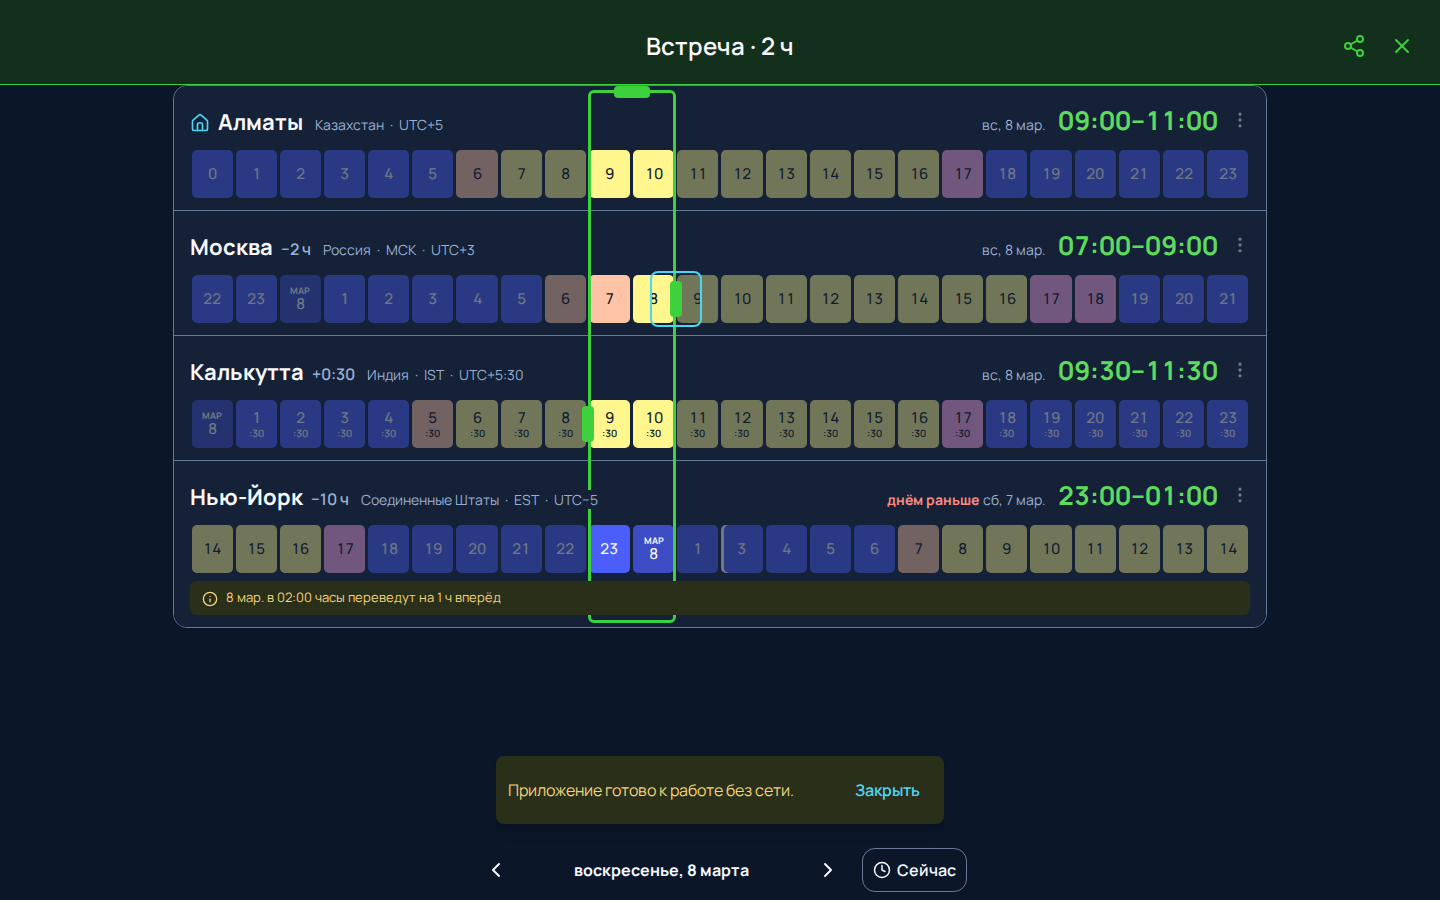 Встреча · 2 ч
Алматы Казахстан · UTC+5 вс, 8 мар. 09:00–11:00
0 1 2 3 4 5 6 7 8 9 10 11 12 13 14 15 16 17 18 19 20 21 22 23
Москва −2 ч Россия · МСК · UTC+3 вс, 8 мар. 07:00–09:00
22 23 МАР 8 1 2 3 4 5 6 7 8 9 10 11 12 13 14 15 16 17 18 19 20 21
Калькутта +0:30 Индия · IST · UTC+5:30 вс, 8 мар. 09:30–11:30
МАР 8 1:30 2:30 3:30 4:30 5:30 6:30 7:30 8:30 9:30 10:30 11:30 12:30 13:30 14:30 15:30 16:30 17:30 18:30 19:30 20:30 21:30 22:30 23:30
Нью-Йорк −10 ч Соединенные Штаты · EST · UTC−5 днём раньше сб, 7 мар. 23:00–01:00
14 15 16 17 18 19 20 21 22 23 МАР 8 1 3 4 5 6 7 8 9 10 11 12 13 14
8 мар. в 02:00 часы переведут на 1 ч вперёд
Приложение готово к работе без сети. Закрыть
воскресенье, 8 марта Сейчас